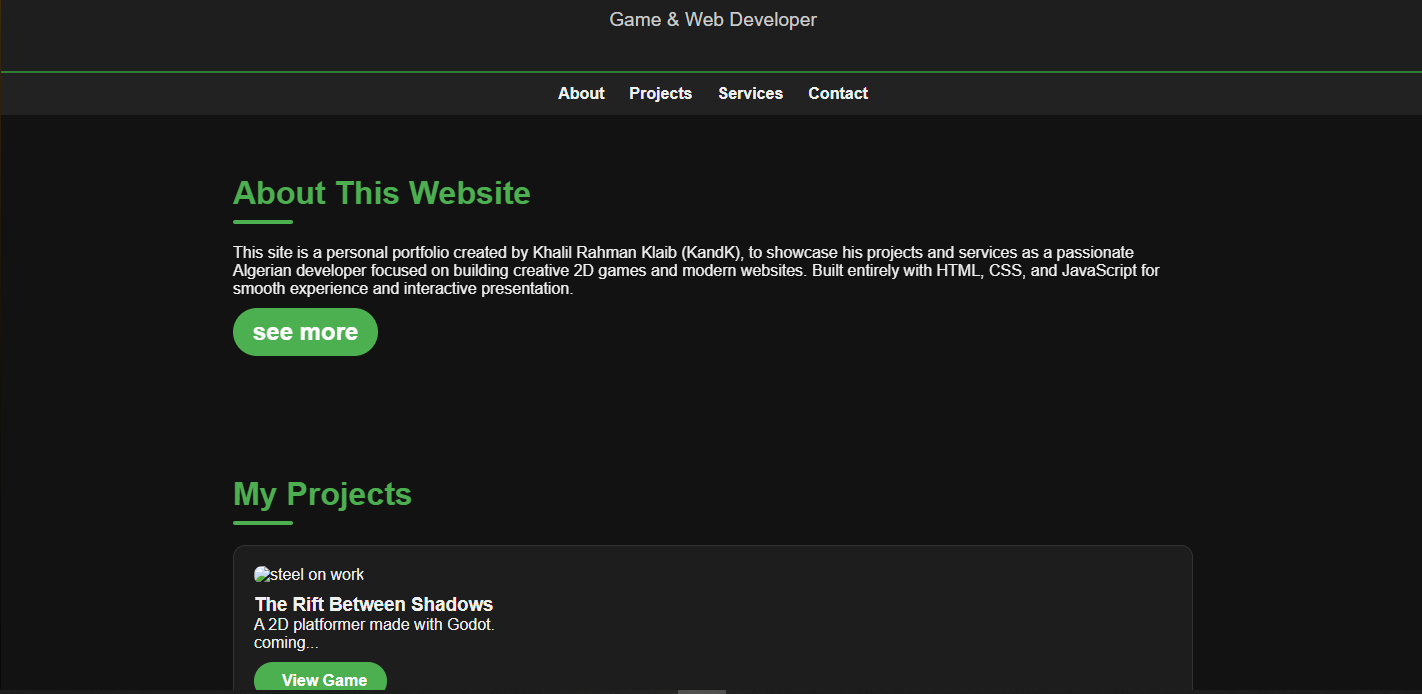 Game & Web Developer
About Projects Services Contact
About This Website
This site is a personal portfolio created by Khalil Rahman Klaib (KandK), to showcase his projects and services as a passionate
Algerian developer focused on building creative 2D games and modern websites. Built entirely with HTML, CSS, and JavaScript for
smooth experience and interactive presentation.
see more
My Projects
steel on work
The Rift Between Shadows
A 2D platformer made with Godot.
coming...
View Game